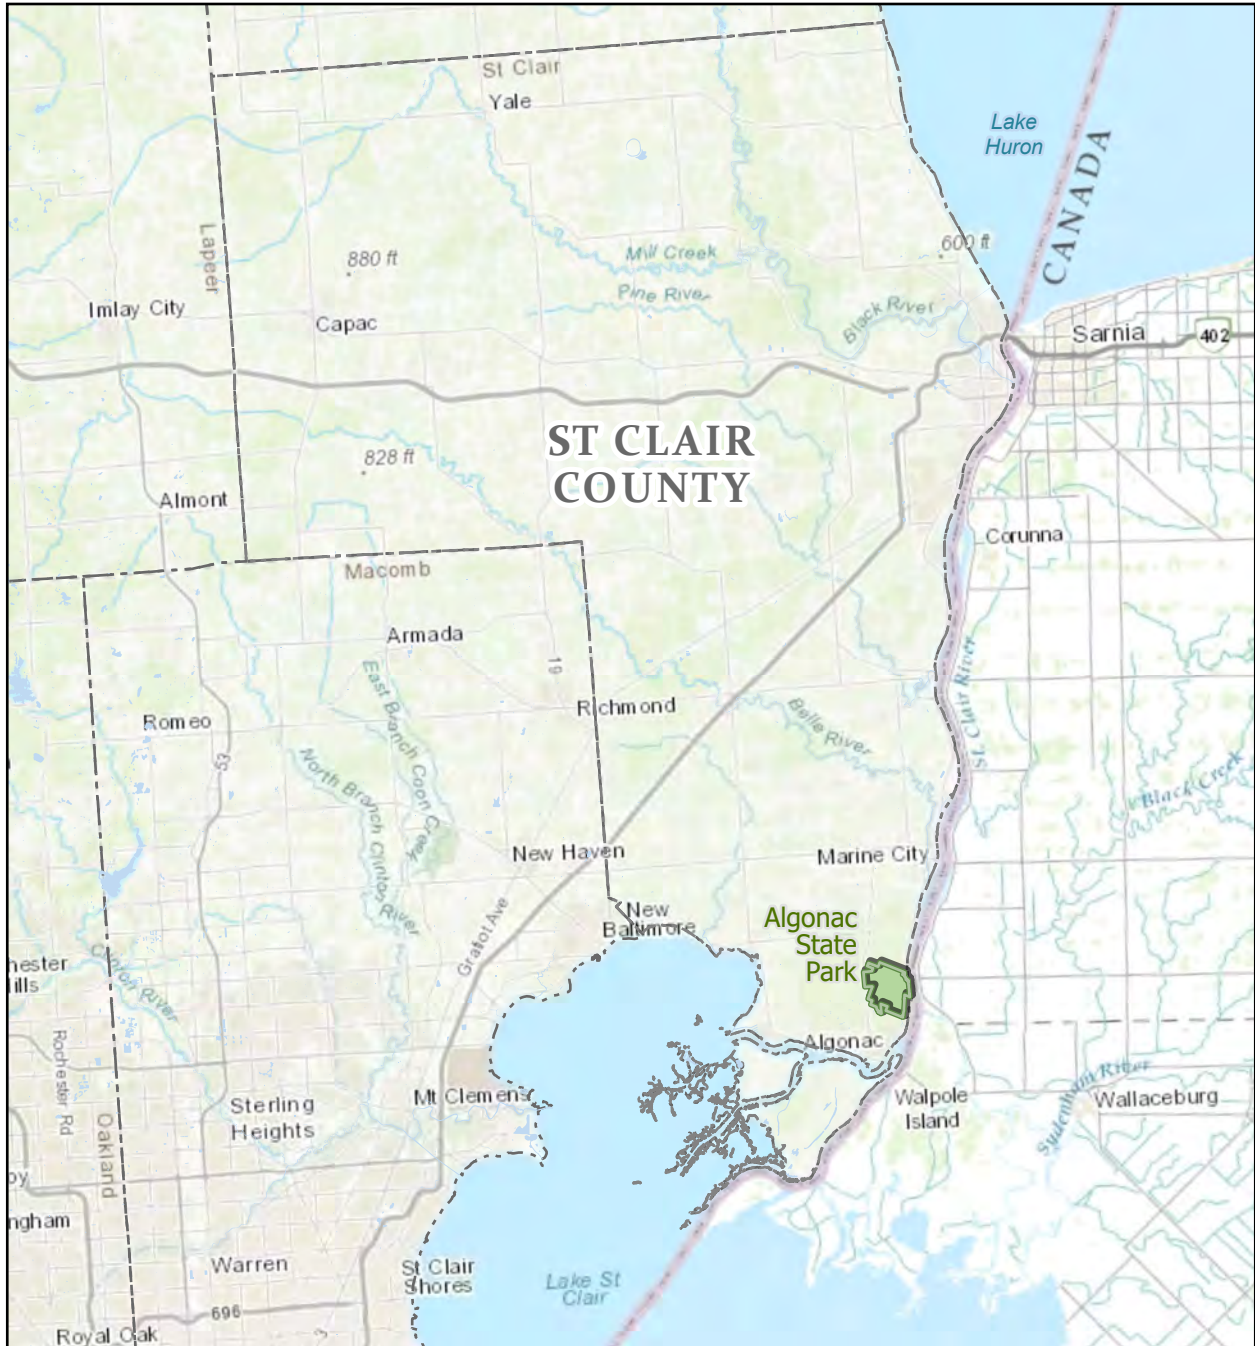 St Clair
Yale
Lake
Huron
CANADA
Lapeer
880 ft
Mill Creek
600 ft
Pine River
Imlay City
Capac
Black River
Sarnia
402
ST CLAIR
COUNTY
828 ft
Almont
Corunna
Macomb
Armada
19
East Branch Coon Creek
Richmond
St Clair River
Romeo
53
Belle River
North Branch Clinton River
Black Creek
New Haven
Marine City
Gratiot Ave
New
Baltimore
Algonac
State
Park
hester
ills
Clinton River
Algonac
Rochester Rd
Mt Clemens
Walpole
Island
Sydenham River
Wallaceburg
Sterling
Heights
Oakland
oy
ngham
Warren
St Clair
Shores
Lake St
Clair
696
3
Royal Oak